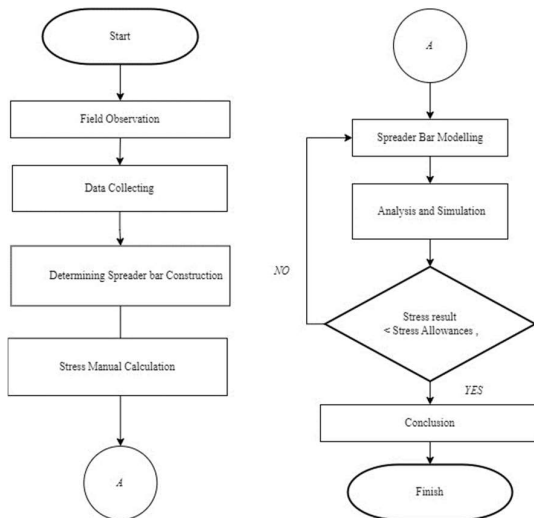 Start
Field Observation
Data Collecting
Determining Spreader bar Construction
Stress Manual Calculation
A
A
Spreader Bar Modelling
Analysis and Simulation
NO
Stress result
< Stress Allowances .
YES
Conclusion
Finish